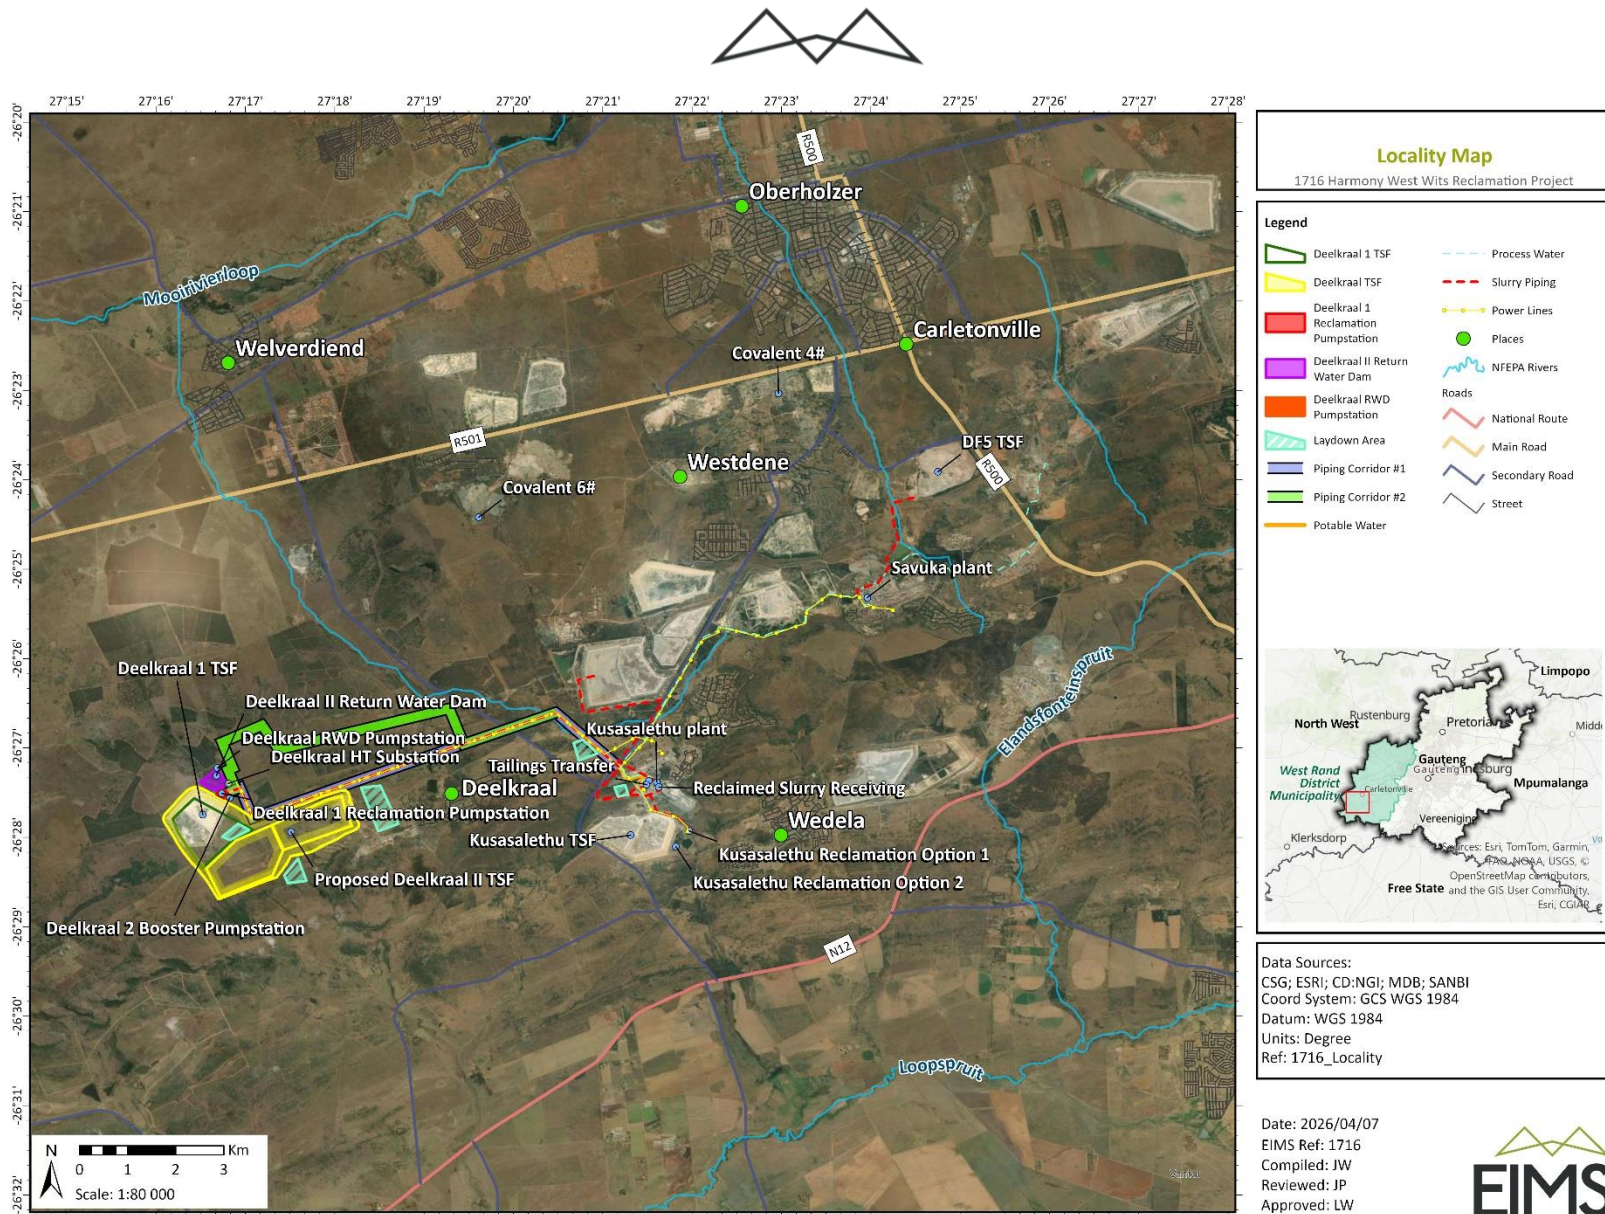 27°15'
27°16'
27°17'
27°18'
27°19'
27°20'
27°21'
27°22'
27°23'
27°24'
27°25'
27°26'
27°27'
27°28'
-26°20'
-26°21'
-26°22'
-26°23'
-26°24'
-26°25'
-26°26'
-26°27'
-26°28'
-26°29'
-26°30'
-26°31'
-26°32'
R500
Oberholzer
Mooirivierloop
Welverdiend
Carletonville
Covalent 4#
R501
Westdene
DF5 TSF
R500
Covalent 6#
Savuka plant
Elandsfonteinspruit
Deelkraal 1 TSF
Deelkraal II Return Water Dam
Deelkraal RWD Pumpstation
Deelkraal HT Substation
Kusasalethu plant
Tailings Transfer
Deelkraal
Reclaimed Slurry Receiving
Deelkraal 1 Reclamation Pumpstation
Wedela
Kusasalethu TSF
Kusasalethu Reclamation Option 1
Kusasalethu Reclamation Option 2
Proposed Deelkraal II TSF
Deelkraal 2 Booster Pumpstation
N12
Loopspruit
N
0 1 2 3 Km
Scale: 1:80 000
Locality Map
1716 Harmony West Wits Reclamation Project
Legend
Deelkraal 1 TSF
Deelkraal TSF
Deelkraal 1
Reclamation
Pumpstation
Deelkraal II Return
Water Dam
Deelkraal RWD
Pumpstation
Laydown Area
Piping Corridor #1
Piping Corridor #2
Potable Water
Process Water
Slurry Piping
Power Lines
Places
NFEPA Rivers
Roads
National Route
Main Road
Secondary Road
Street
Limpopo
North West
Rustenburg
Pretoria
Gauteng
Gauteng
West Rand
District
Municipality
Carletonville
Mpumalanga
Vereeniging
Klerksdorp
Free State
Sources: Esri, TomTom, Garmin,
FAO, NOAA, USGS, ©
OpenStreetMap contributors,
and the GIS User Community,
Esri, CGIAR
Data Sources:
CSG; ESRI; CD:NGI; MDB; SANBI
Coord System: GCS WGS 1984
Datum: WGS 1984
Units: Degree
Ref: 1716_Locality
Date: 2026/04/07
EIMS Ref: 1716
Compiled: JW
Reviewed: JP
Approved: LW
EIMS